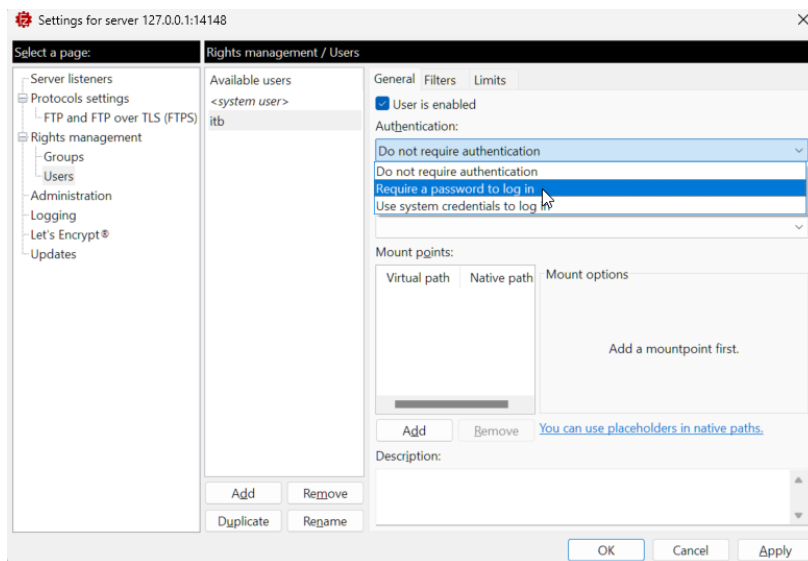 Settings for server 127.0.0.1:14148
Select a page:
Server listeners
Protocols settings
FTP and FTP over TLS (FTPS)
Rights management
Groups
Users
Administration
Logging
Let's Encrypt®
Updates
Rights management / Users
Available users
<system user>
itb
Add Remove
Duplicate Rename
General Filters Limits
User is enabled
Authentication:
Do not require authentication
Do not require authentication
Require a password to log in
Use system credentials to log in
Mount points:
Virtual path Native path
Mount options
Add a mountpoint first.
Add Remove You can use placeholders in native paths.
Description:
OK Cancel Apply